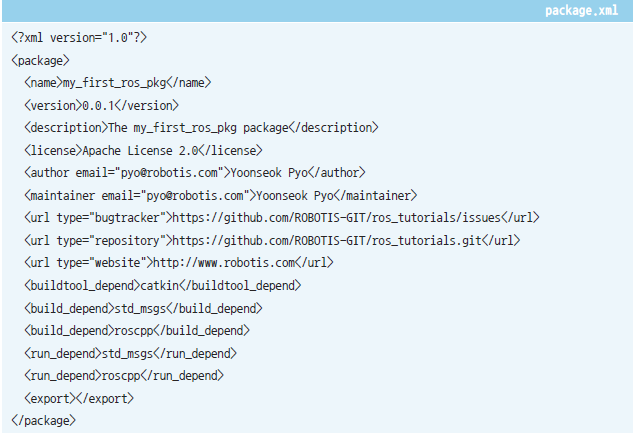 package.xml
<?xml version="1.0"?>
<package>
<name>my_first_ros_pkg</name>
<version>0.0.1</version>
<description>The my_first_ros_pkg package</description>
<license>Apache License 2.0</license>
<author email="pyo@robotis.com">Yoonseok Pyo</author>
<maintainer email="pyo@robotis.com">Yoonseok Pyo</maintainer>
<url type="bugtracker">https://github.com/ROBOTIS-GIT/ros_tutorials/issues</url>
<url type="repository">https://github.com/ROBOTIS-GIT/ros_tutorials.git</url>
<url type="website">http://www.robotis.com</url>
<buildtool_depend>catkin</buildtool_depend>
<build_depend>std_msgs</build_depend>
<build_depend>roscpp</build_depend>
<run_depend>std_msgs</run_depend>
<run_depend>roscpp</run_depend>
<export></export>
</package>